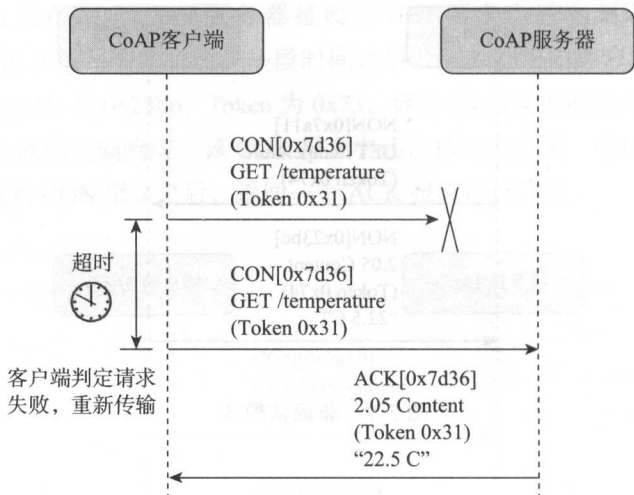 CoAP客户端
CoAP服务器
CON[0x7d36]
GET /temperature
(Token 0x31)
超时
CON[0x7d36]
GET /temperature
(Token 0x31)
客户端判定请求
失败，重新传输
ACK[0x7d36]
2.05 Content
(Token 0x31)
“22.5 C”